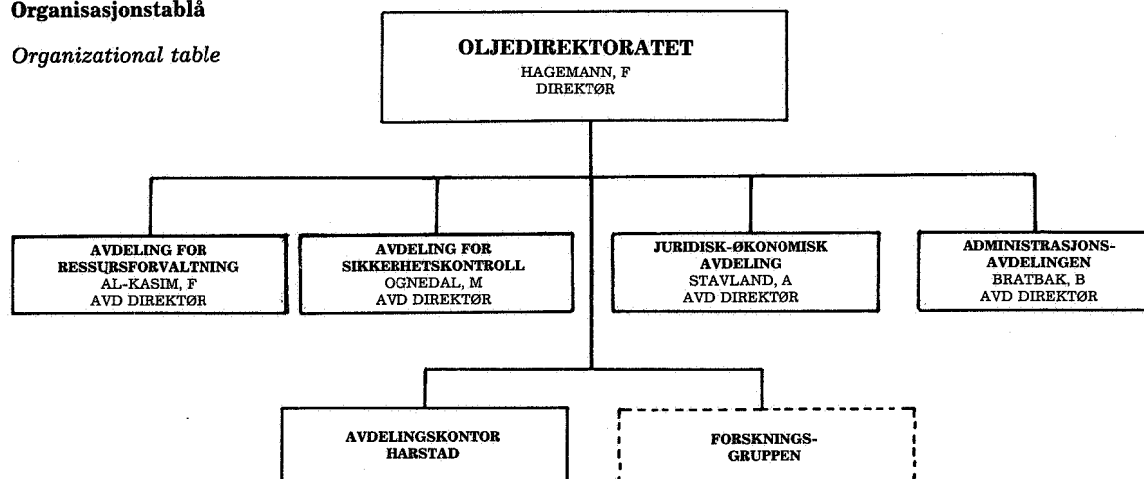 Organisasjonstablå
Organizational table
OLJEDIREKTORATET
HAGEMANN, F
DIREKTØR
AVDELING FOR
RESSURSFORVALTNING
AL-KASIM, F
AVD DIREKTØR
AVDELING FOR
SIKKERHETSKONTROLL
OGNEDAL, M
AVD DIREKTØR
JURIDISK-ØKONOMISK
AVDELING
STAVLAND, A
AVD DIREKTØR
ADMINISTRASJONS-
AVDELINGEN
BRATBAK, B
AVD DIREKTØR
AVDELINGSKONTOR
HARSTAD
FORSKNINGS-
GRUPPEN